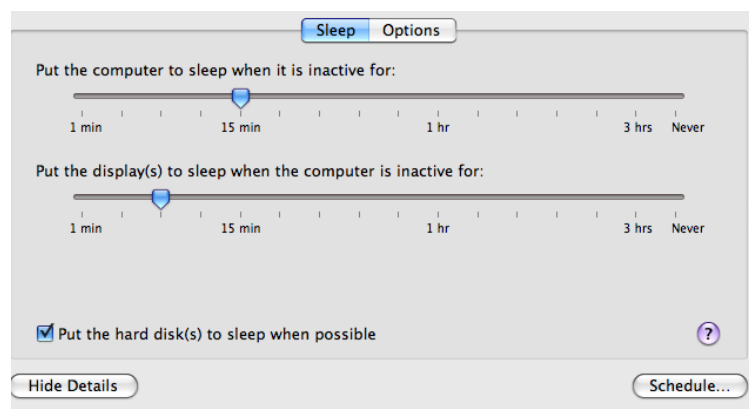 Sleep Options
Put the computer to sleep when it is inactive for:
1 min 15 min 1 hr 3 hrs Never
Put the display(s) to sleep when the computer is inactive for:
1 min 15 min 1 hr 3 hrs Never
Put the hard disk(s) to sleep when possible ?
Hide Details Schedule...